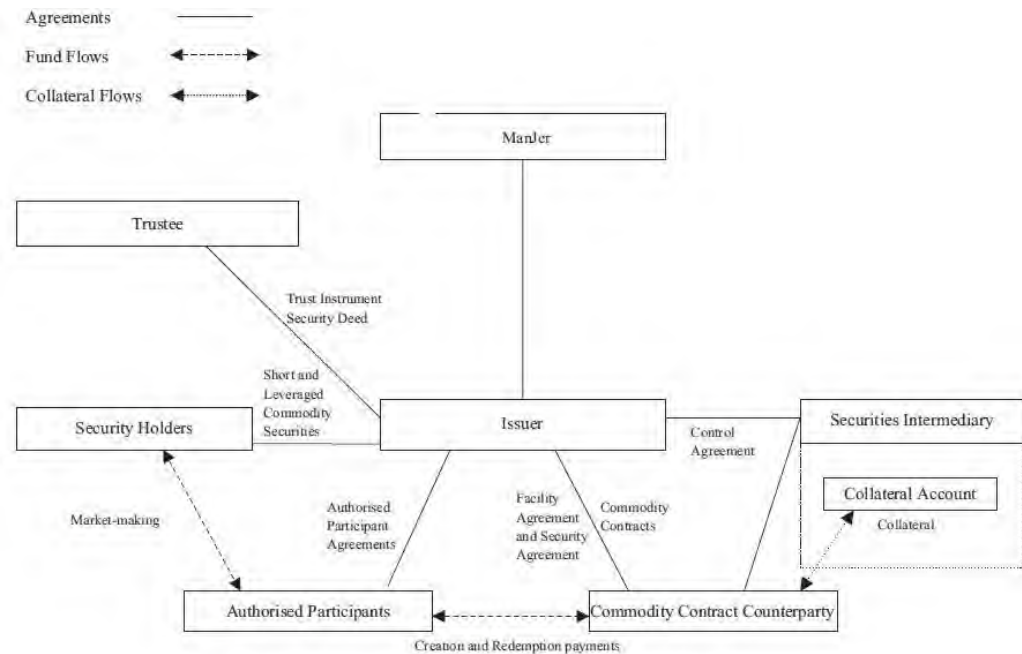 Agreements
Fund Flows
Collateral Flows
ManJer
Trustee
Trust Instrument
Security Deed
Short and
Leveraged
Commodity
Securities
Security Holders
Issuer
Securities Intermediary
Control
Agreement
Collateral Account
Collateral
Market-making
Authorised
Participant
Agreements
Facility
Agreement
and Security
Agreement
Commodity
Contracts
Authorised Participants
Commodity Contract Counterparty
Creation and Redemption payments